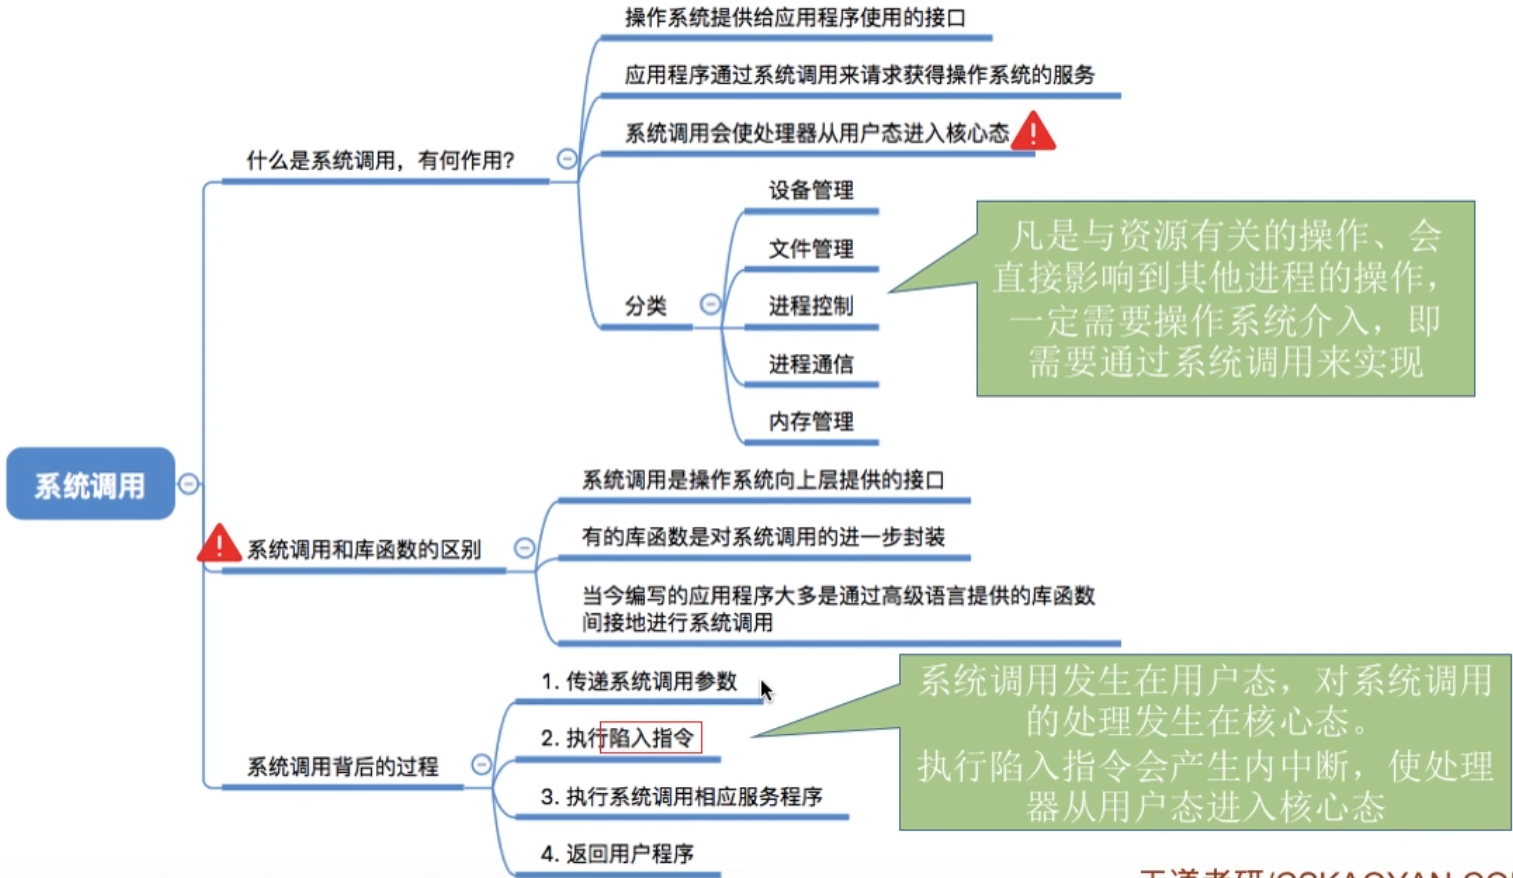 操作系统提供给应用程序使用的接口
应用程序通过系统调用来请求获得操作系统的服务
系统调用会使处理器从用户态进入核心态
什么是系统调用，有何作用?
设备管理
文件管理
分类
进程控制
进程通信
内存管理
凡是与资源有关的操作、会
直接影响到其他进程的操作，
一定需要操作系统介入，即
需要通过系统调用来实现
系统调用
系统调用是操作系统向上层提供的接口
系统调用和库函数的区别
有的库函数是对系统调用的进一步封装
当今编写的应用程序大多是通过高级语言提供的库函数
间接地进行系统调用
1. 传递系统调用参数
2. 执行陷入指令
系统调用背后的过程
3. 执行系统调用相应服务程序
4. 返回用户程序
系统调用发生在用户态，对系统调用
的处理发生在核心态。
执行陷入指令会产生内中断，使处理
器从用户态进入核心态